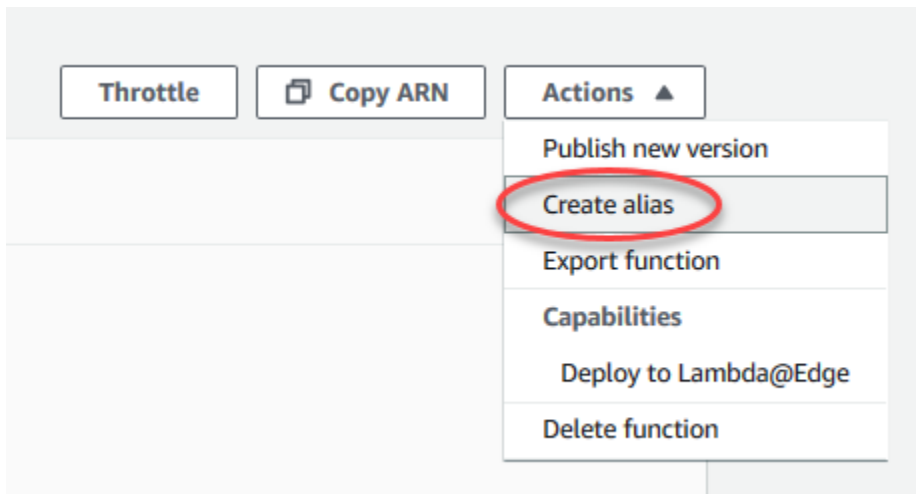 Throttle
Copy ARN
Actions
Publish new version
Create alias
Export function
Capabilities
Deploy to Lambda@Edge
Delete function